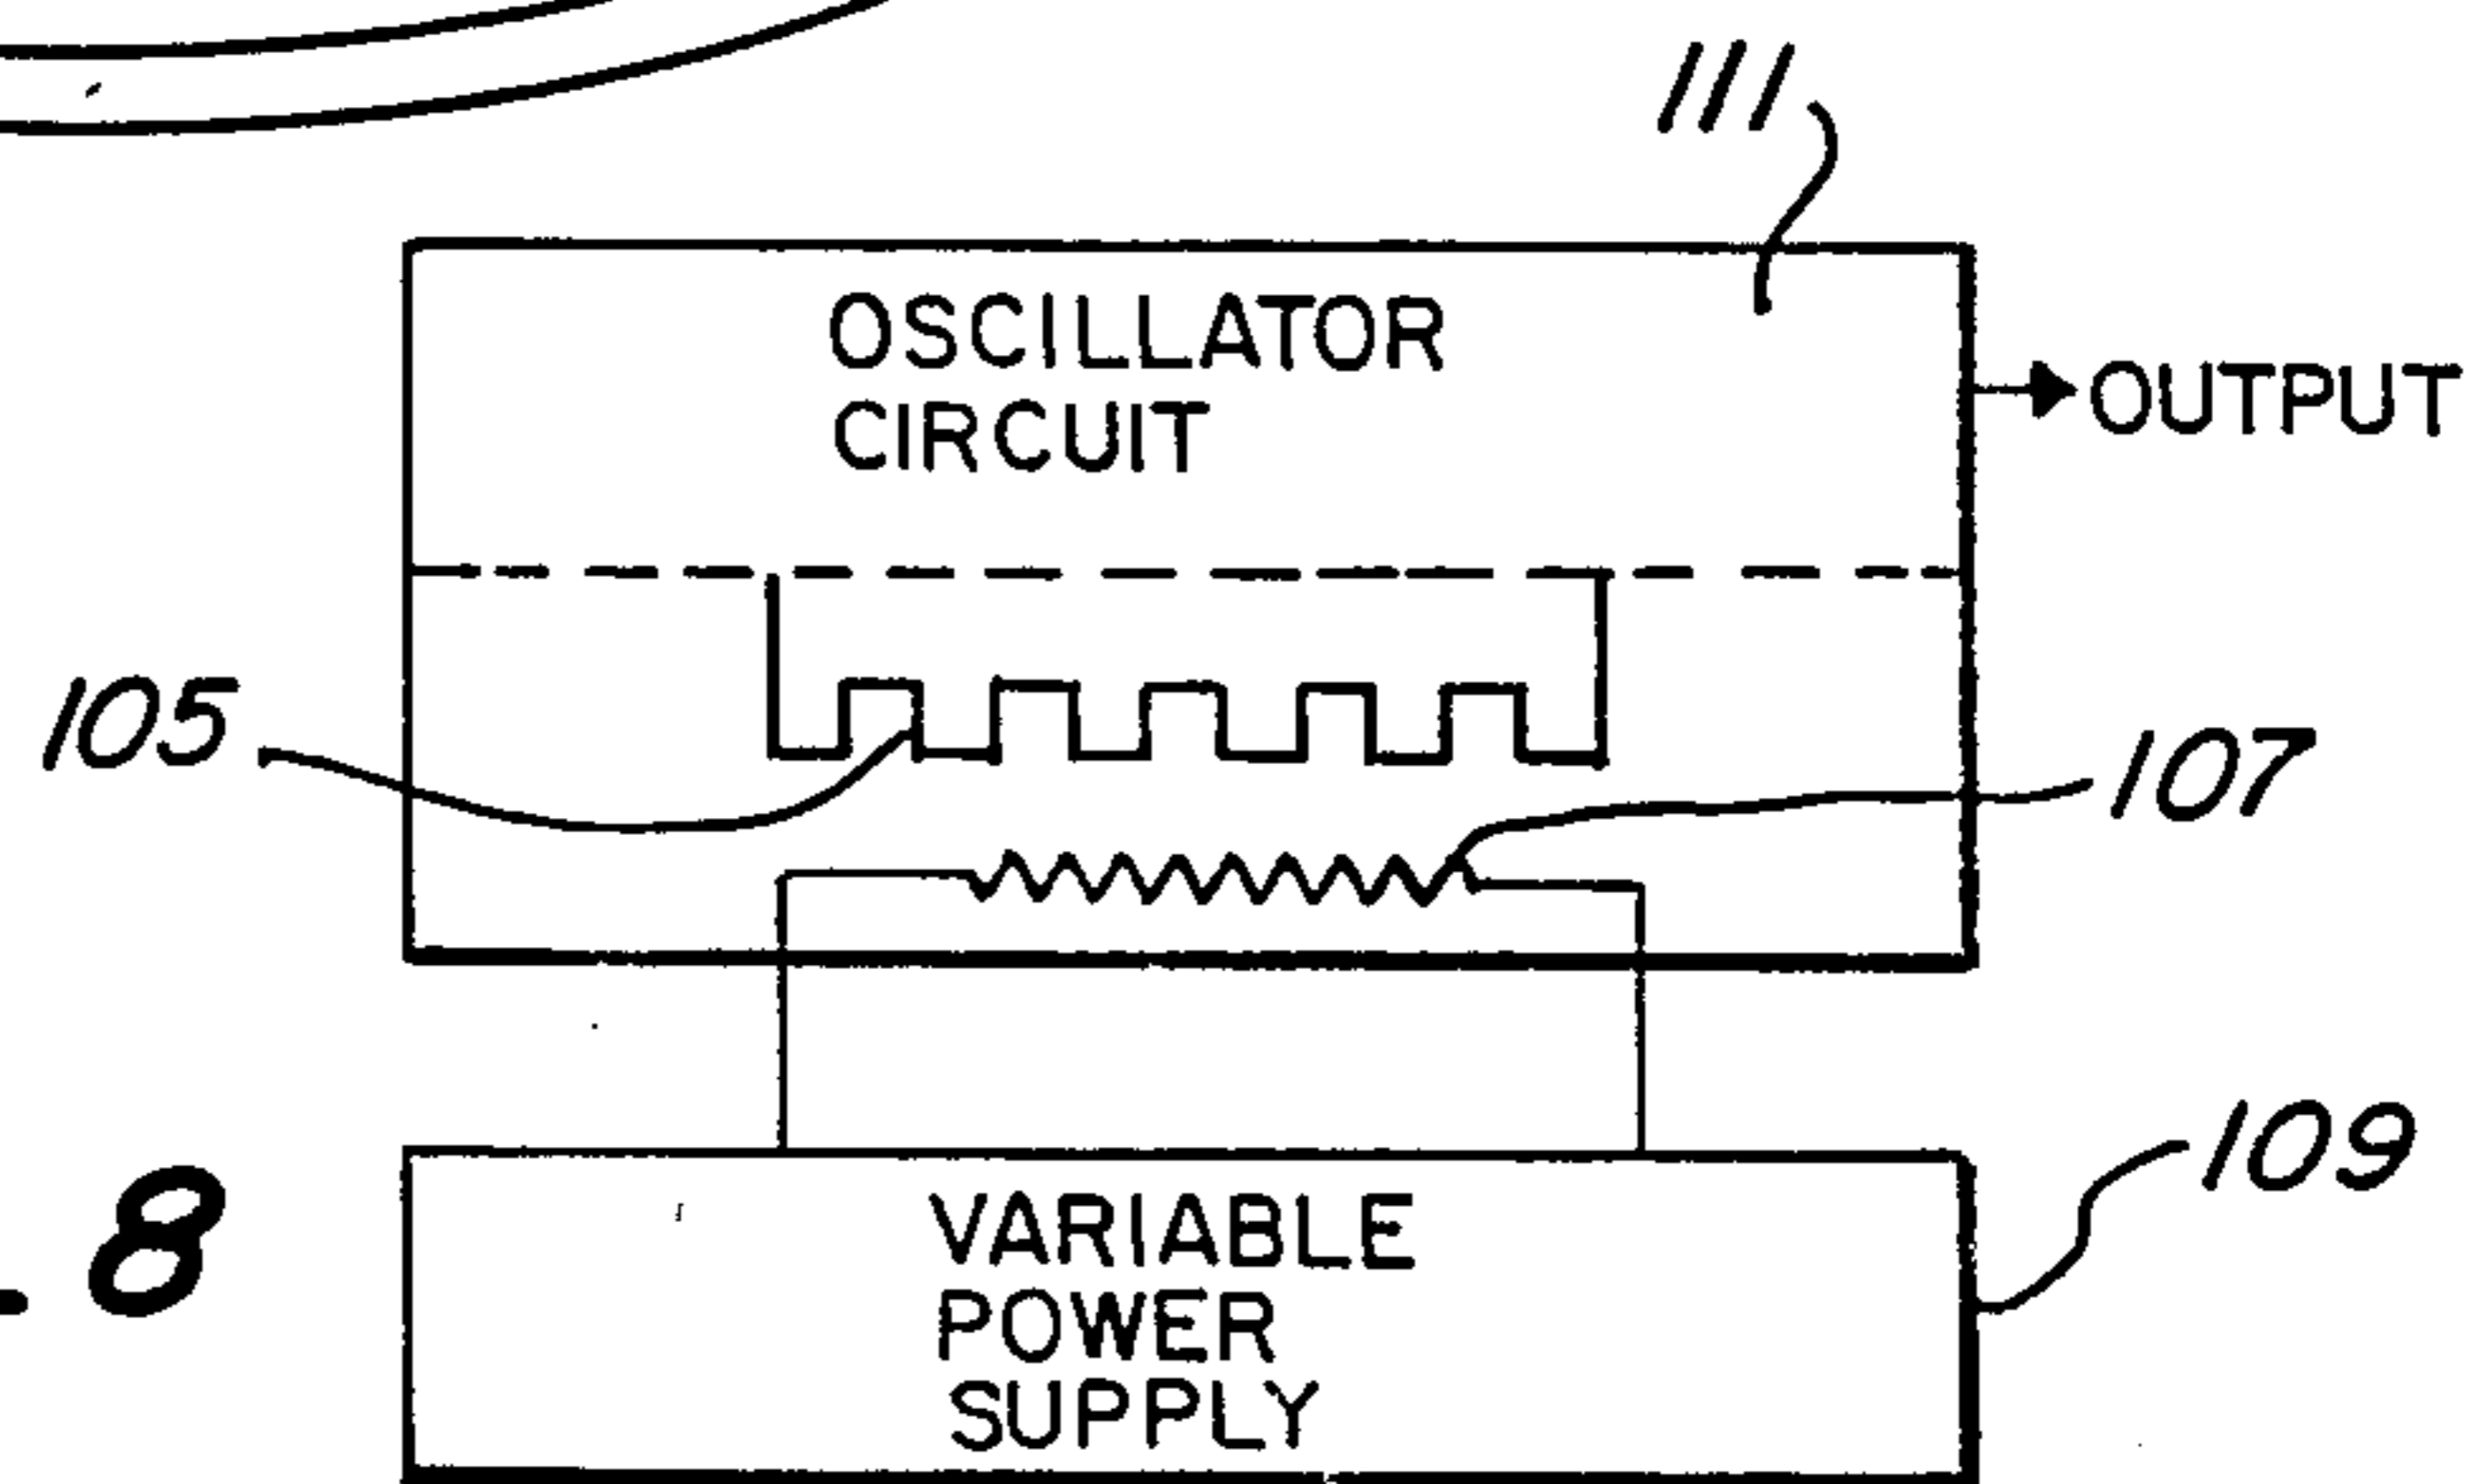 111
OSCILLATOR
CIRCUIT
OUTPUT
105
107
109
. 8
VARIABLE
POWER
SUPPLY